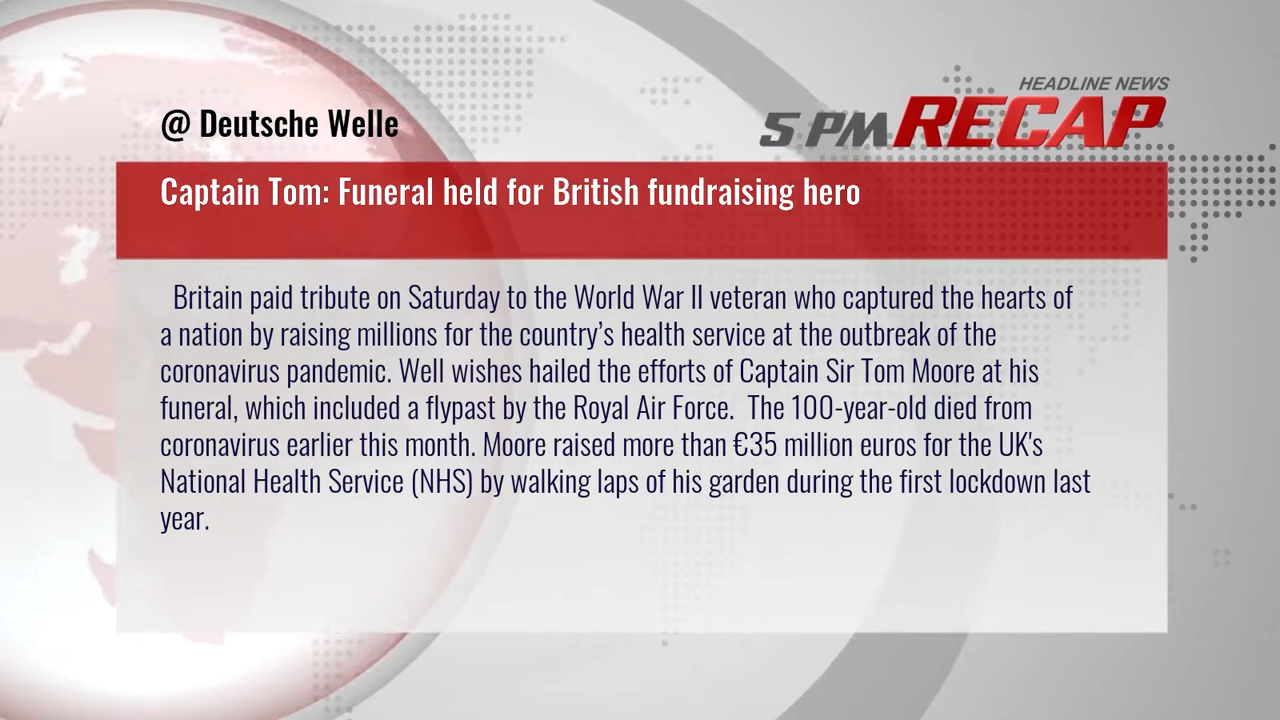 HEADLINE NEWS
@ Deutsche Welle
5 PM RECAP
Captain Tom: Funeral held for British fundraising hero
Britain paid tribute on Saturday to the World War II veteran who captured the hearts of
a nation by raising millions for the country’s health service at the outbreak of the
coronavirus pandemic. Well wishes hailed the efforts of Captain Sir Tom Moore at his
funeral, which included a flypast by the Royal Air Force.  The 100-year-old died from
coronavirus earlier this month. Moore raised more than €35 million euros for the UK's
National Health Service (NHS) by walking laps of his garden during the first lockdown last
year.